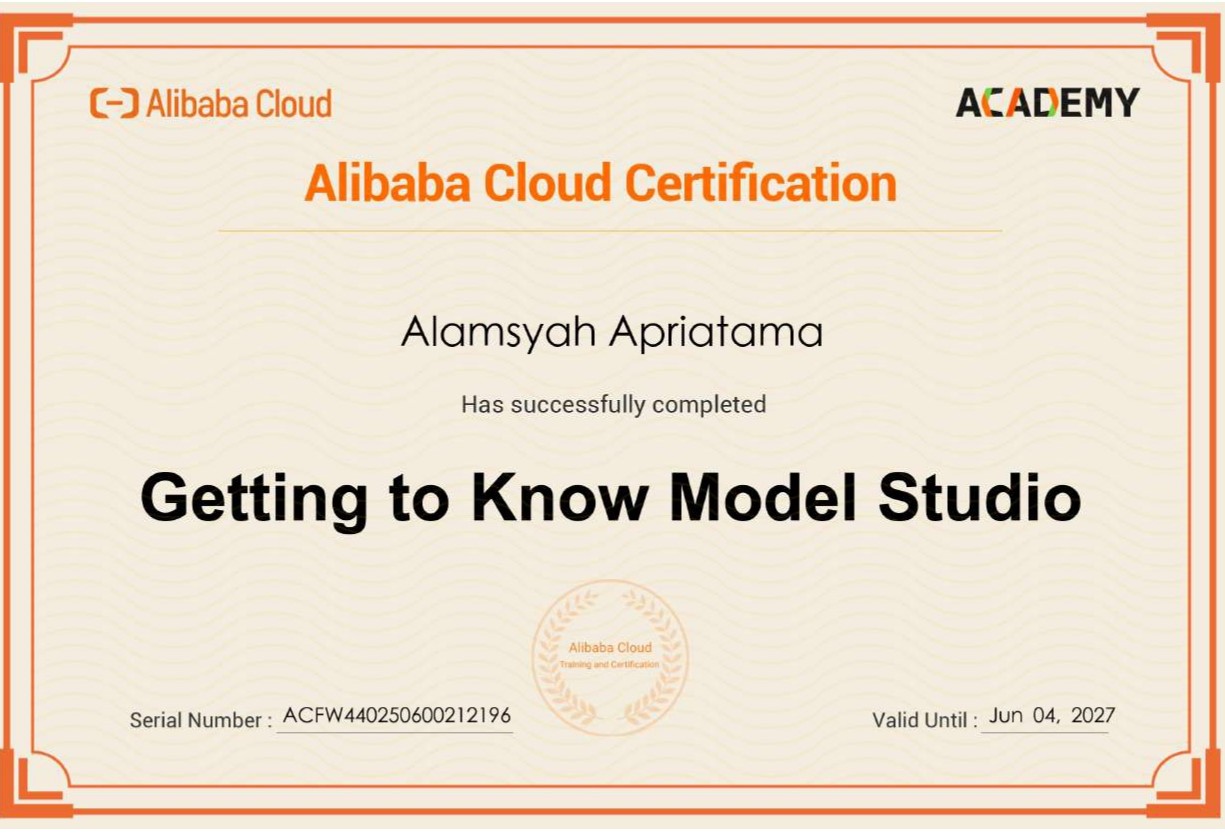 Alibaba Cloud
ACADEMY
Alibaba Cloud Certification
Alamsyah Apriatama
Has successfully completed
Getting to Know Model Studio
Alibaba Cloud
Training and Certification
Serial Number : ACFW440250600212196
Valid Until : Jun 04, 2027